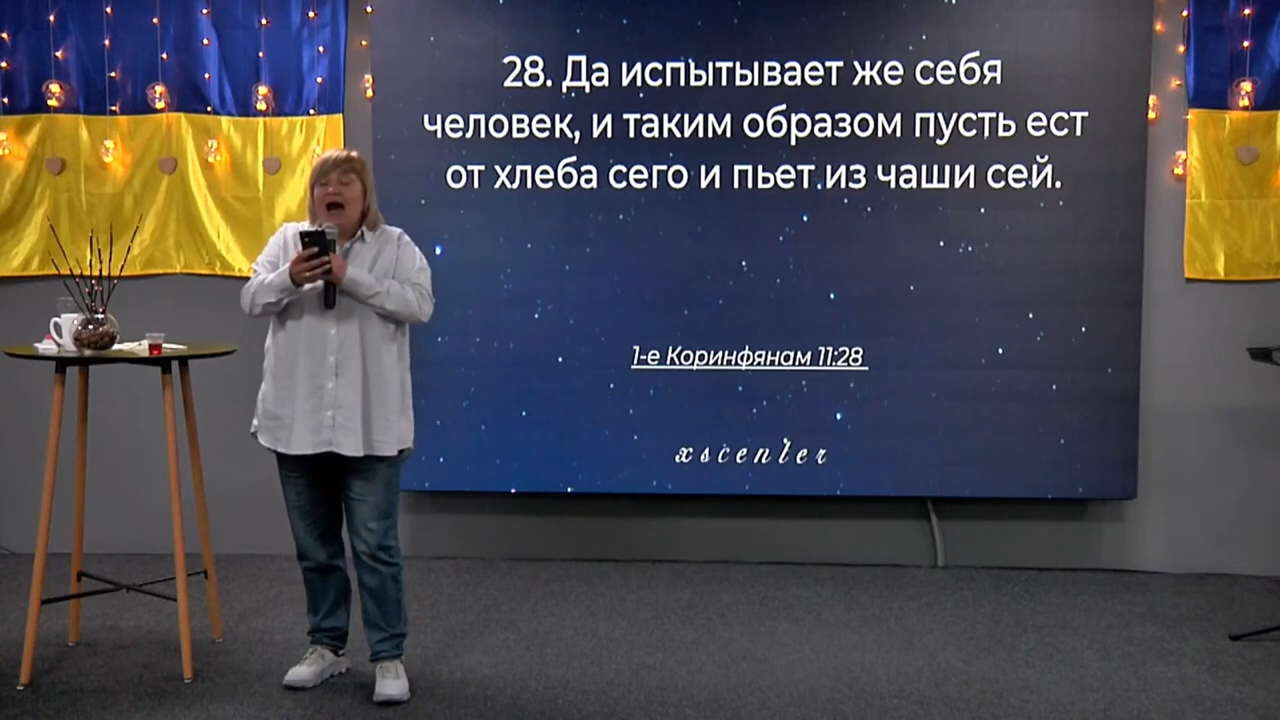 28. Да испытывает же себя
человек, и таким образом пусть ест
от хлеба сего и пьет из чаши сей.
1-е Коринфянам 11:28
xscenter